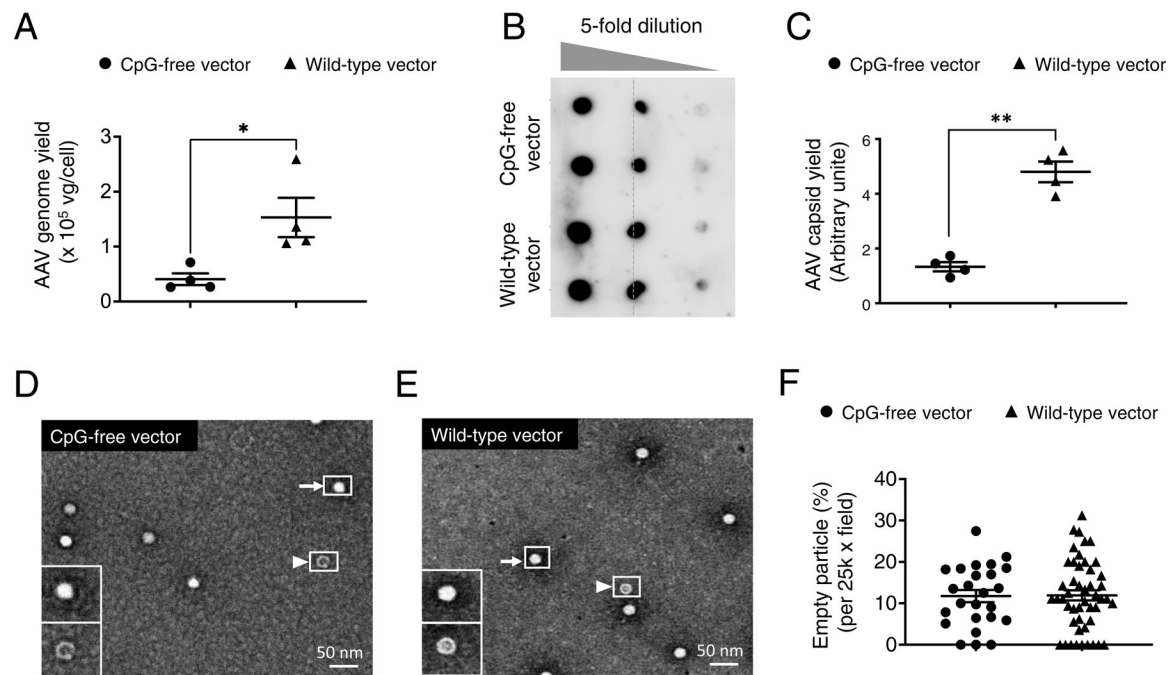 A
CpG-free vector
Wild-type vector
AAV genome yield
(x 10⁵ vg/cell)
3
2
1
0
*
B
5-fold dilution
CpG-free
vector
Wild-type
vector
C
CpG-free vector
Wild-type vector
AAV capsid yield
(Arbitrary unite)
6
4
2
0
**
D
CpG-free vector
50 nm
E
Wild-type vector
50 nm
F
CpG-free vector
Wild-type vector
Empty particle (%)
(per 25k x field)
40
30
20
10
0